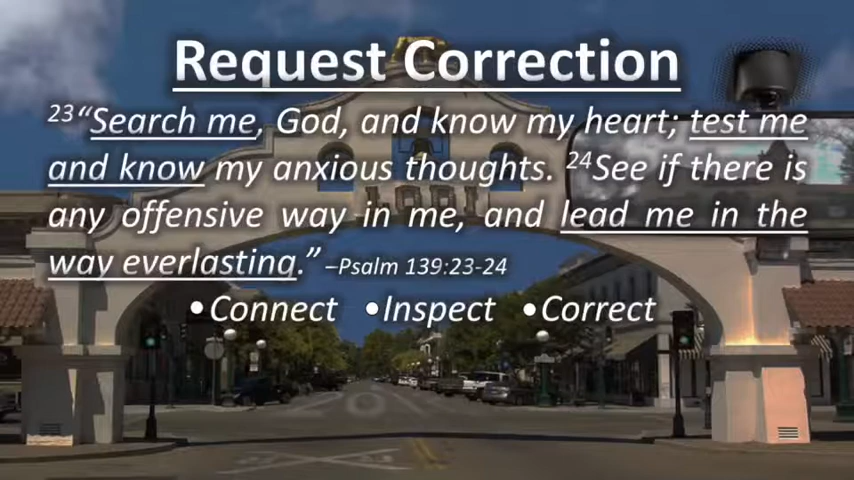 Request Correction
23“Search me, God, and know my heart; test me
and know my anxious thoughts. 24See if there is
any offensive way in me, and lead me in the
way everlasting.” –Psalm 139:23-24
•Connect •Inspect •Correct
LODI